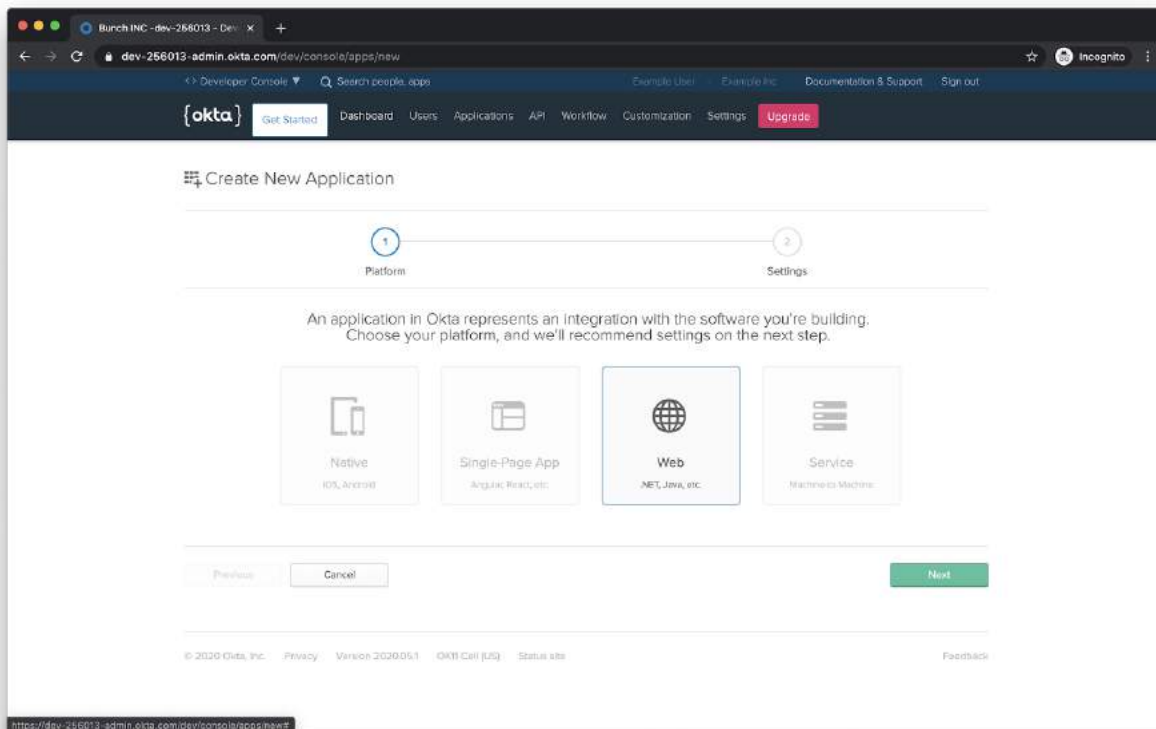 Bunch INC -dev-256013 - Dev
dev-256013-admin.okta.com/dev/console/apps/new
Incognito
<> Developer Console ▼ Search people, apps Example User Example Inc Documentation & Support Sign out
{okta} Get Started Dashboard Users Applications API Workflow Customization Settings Upgrade
Create New Application
1 2
Platform Settings
An application in Okta represents an integration with the software you're building.
Choose your platform, and we'll recommend settings on the next step.
Native Single-Page App Web Service
iOS, Android Angular, React, etc. .NET, Java, etc. Machine-to-Machine
Previous Cancel Next
© 2020 Okta, Inc. Privacy Version 2020.05.1 OK11 Cell (US) Status site Feedback
https://dev-256013-admin.okta.com/dev/console/apps/new#